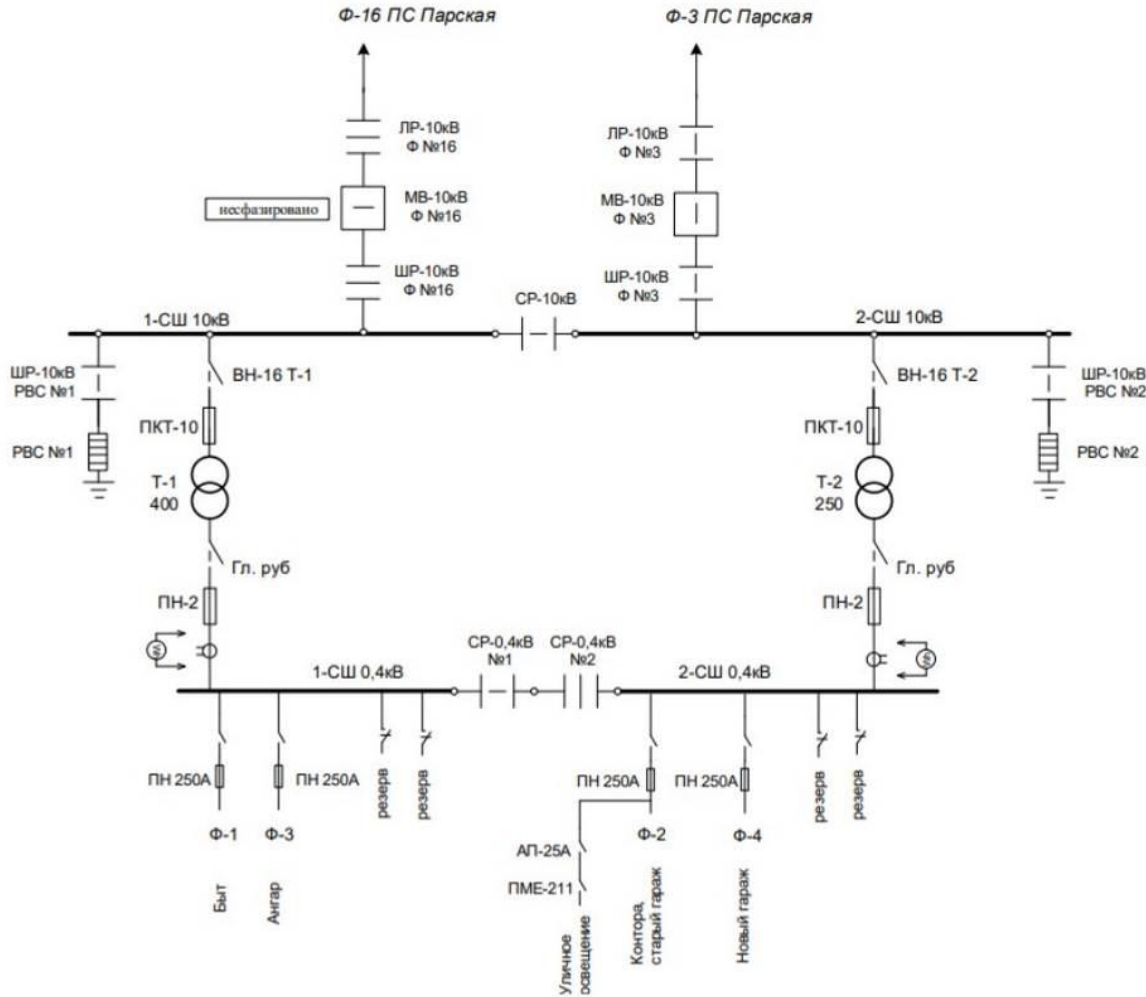 Ф-16 ПС Парская
Ф-3 ПС Парская
ЛР-10кВ
Ф №16
ЛР-10кВ
Ф №3
несфазировано
МВ-10кВ
Ф №16
МВ-10кВ
Ф №3
ШР-10кВ
Ф №16
ШР-10кВ
Ф №3
СР-10кВ
1-СШ 10кВ
2-СШ 10кВ
ШР-10кВ
РВС №1
ВН-16 Т-1
ВН-16 Т-2
ШР-10кВ
РВС №2
ПКТ-10
ПКТ-10
РВС №1
РВС №2
Т-1
400
Т-2
250
Гл. руб
Гл. руб
ПН-2
ПН-2
СР-0,4кВ
№1
СР-0,4кВ
№2
1-СШ 0,4кВ
2-СШ 0,4кВ
ПН 250А
ПН 250А
резерв
резерв
ПН 250А
ПН 250А
резерв
резерв
Ф-1
Ф-3
Ф-2
Ф-4
АП-25А
ПМЕ-211
Быт
Ангар
Уличное
освещение
Контора,
старый гараж
Новый гараж